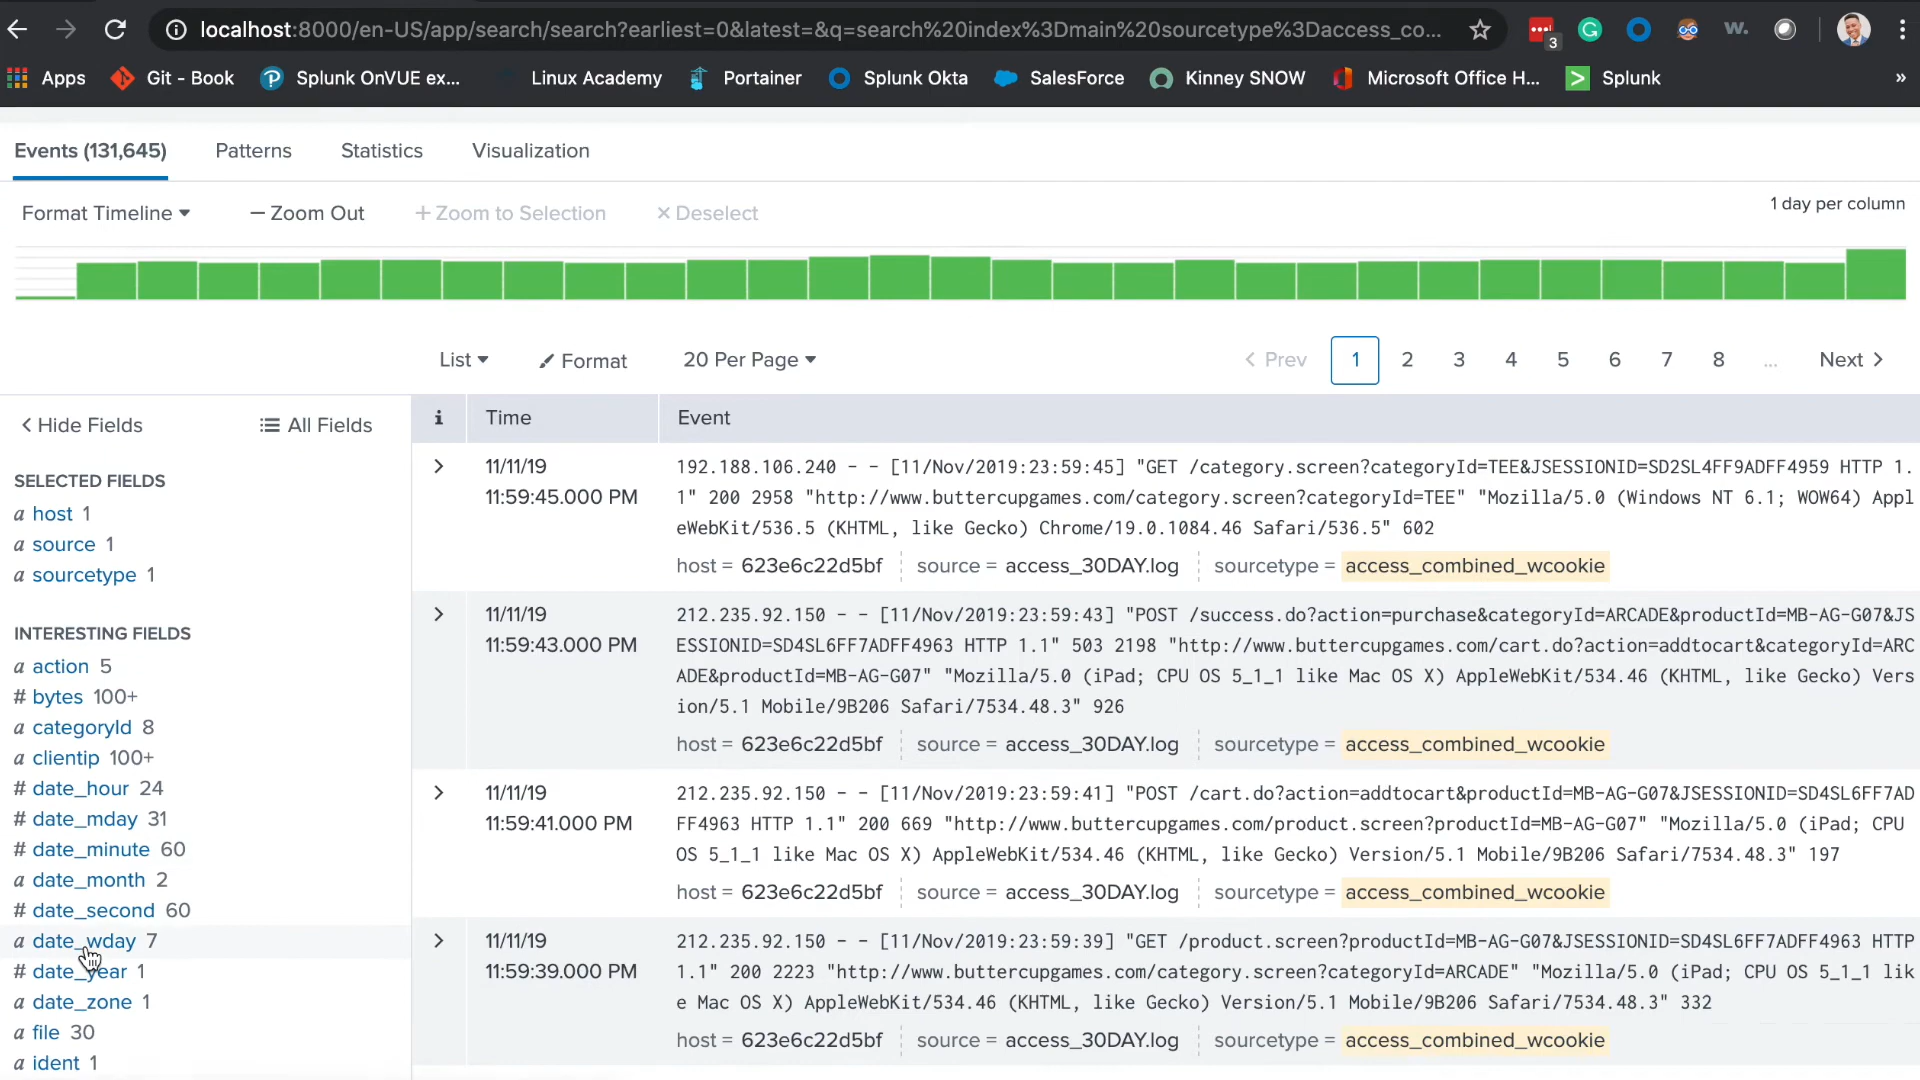 localhost:8000/en-US/app/search/search?earliest=0&latest=&q=search%20index%3Dmain%20sourcetype%3Daccess_co...
3
Apps Git - Book Splunk OnVUE ex... Linux Academy Portainer Splunk Okta SalesForce Kinney SNOW Microsoft Office H... Splunk »
Events (131,645) Patterns Statistics Visualization
Format Timeline — Zoom Out + Zoom to Selection × Deselect 1 day per column
List Format 20 Per Page < Prev 1 2 3 4 5 6 7 8 ... Next >
< Hide Fields All Fields
i Time Event
SELECTED FIELDS
a host 1
a source 1
a sourcetype 1
INTERESTING FIELDS
a action 5
# bytes 100+
a categoryId 8
a clientip 100+
# date_hour 24
# date_mday 31
# date_minute 60
a date_month 2
# date_second 60
a date_wday 7
# date_year 1
a date_zone 1
a file 30
a ident 1
> 11/11/19
11:59:45.000 PM
192.188.106.240 - - [11/Nov/2019:23:59:45] "GET /category.screen?categoryId=TEE&JSESSIONID=SD2SL4FF9ADFF4959 HTTP 1.
1" 200 2958 "http://www.buttercupgames.com/category.screen?categoryId=TEE" "Mozilla/5.0 (Windows NT 6.1; WOW64) Appl
eWebKit/536.5 (KHTML, like Gecko) Chrome/19.0.1084.46 Safari/536.5" 602
host = 623e6c22d5bf source = access_30DAY.log sourcetype = access_combined_wcookie
> 11/11/19
11:59:43.000 PM
212.235.92.150 - - [11/Nov/2019:23:59:43] "POST /success.do?action=purchase&categoryId=ARCADE&productId=MB-AG-G07&JS
ESSIONID=SD4SL6FF7ADFF4963 HTTP 1.1" 503 2198 "http://www.buttercupgames.com/cart.do?action=addtocart&categoryId=ARC
ADE&productId=MB-AG-G07" "Mozilla/5.0 (iPad; CPU OS 5_1_1 like Mac OS X) AppleWebKit/534.46 (KHTML, like Gecko) Vers
ion/5.1 Mobile/9B206 Safari/7534.48.3" 926
host = 623e6c22d5bf source = access_30DAY.log sourcetype = access_combined_wcookie
> 11/11/19
11:59:41.000 PM
212.235.92.150 - - [11/Nov/2019:23:59:41] "POST /cart.do?action=addtocart&productId=MB-AG-G07&JSESSIONID=SD4SL6FF7AD
FF4963 HTTP 1.1" 200 669 "http://www.buttercupgames.com/product.screen?productId=MB-AG-G07" "Mozilla/5.0 (iPad; CPU
OS 5_1_1 like Mac OS X) AppleWebKit/534.46 (KHTML, like Gecko) Version/5.1 Mobile/9B206 Safari/7534.48.3" 197
host = 623e6c22d5bf source = access_30DAY.log sourcetype = access_combined_wcookie
> 11/11/19
11:59:39.000 PM
212.235.92.150 - - [11/Nov/2019:23:59:39] "GET /product.screen?productId=MB-AG-G07&JSESSIONID=SD4SL6FF7ADFF4963 HTTP
1.1" 200 2223 "http://www.buttercupgames.com/category.screen?categoryId=ARCADE" "Mozilla/5.0 (iPad; CPU OS 5_1_1 lik
e Mac OS X) AppleWebKit/534.46 (KHTML, like Gecko) Version/5.1 Mobile/9B206 Safari/7534.48.3" 332
host = 623e6c22d5bf source = access_30DAY.log sourcetype = access_combined_wcookie